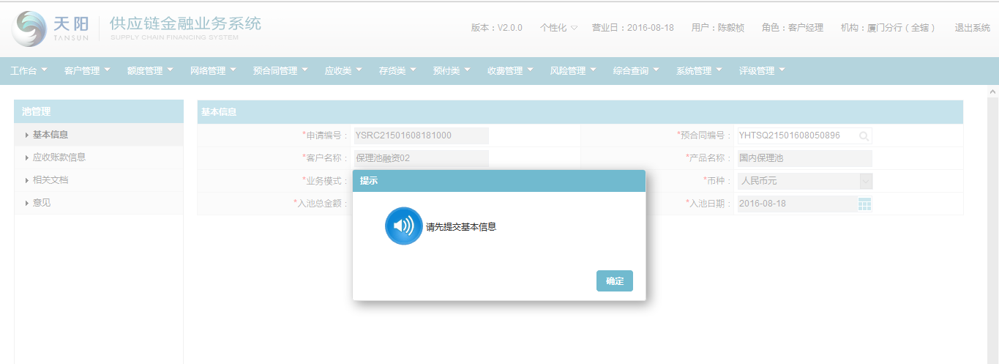 天阳 供应链金融业务系统
TANSUN SUPPLY CHAIN FINANCING SYSTEM
版本：V2.0.0 个性化 营业日：2016-08-18 用户：陈毅桢 角色：客户经理 机构：厦门分行（全辖） 退出系统
工作台 客户管理 额度管理 网络管理 预合同管理 应收类 存货类 预付类 收费管理 风险管理 综合查询 系统管理 评级管理
池管理
基本信息
应收账款信息
相关文档
意见
基本信息
*申请编号： YSRC21501608181000 *预合同编号： YHTSQ21501608050896
*客户名称： 保理池融资02 *产品名称： 国内保理池
*业务模式： *币种： 人民币元
*入池总金额： *入池日期： 2016-08-18
提示
请先提交基本信息
确定